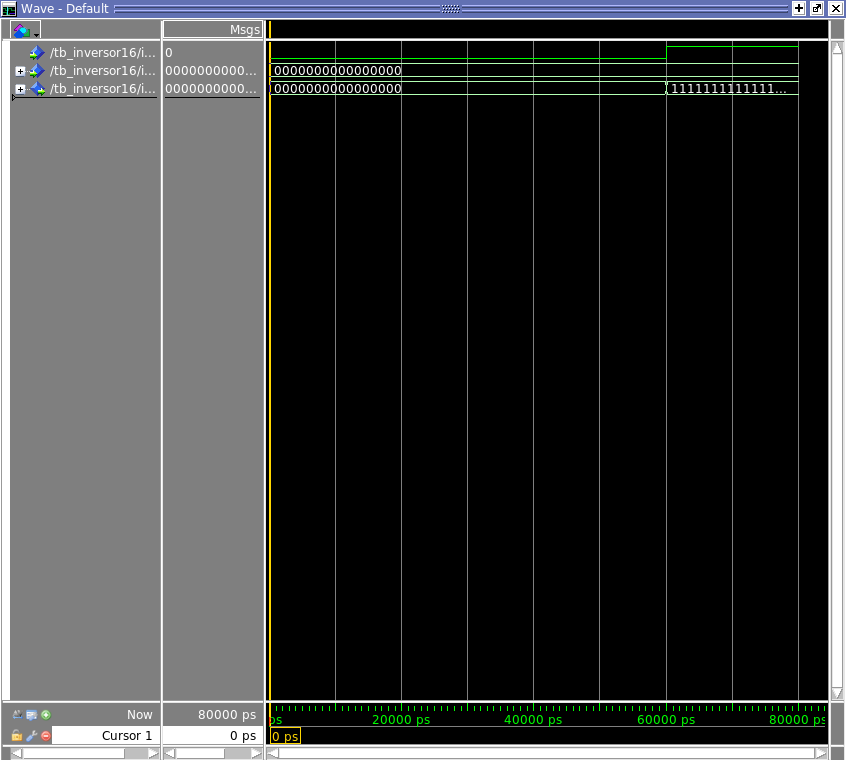 Wave - Default
Msgs
/tb_inversor16/i... 0
/tb_inversor16/i... 0000000000... 0000000000000000
/tb_inversor16/i... 0000000000... 0000000000000000 1111111111111...
Now 80000 ps ps 20000 ps 40000 ps 60000 ps 80000 ps
Cursor 1 0 ps 0 ps